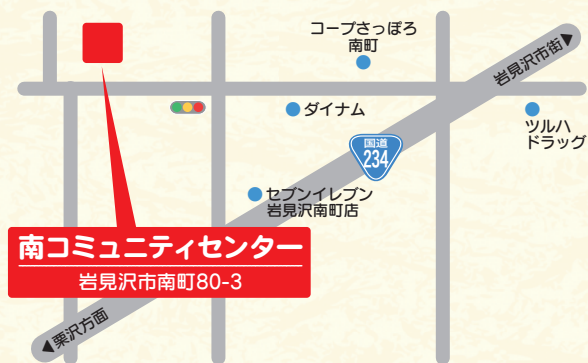 コープさっぽろ
南町
岩見沢市街▶
ダイナム
ツルハ
ドラッグ
国道
234
セブンイレブン
岩見沢南町店
南コミュニティセンター
岩見沢市南町80-3
◀栗沢方面